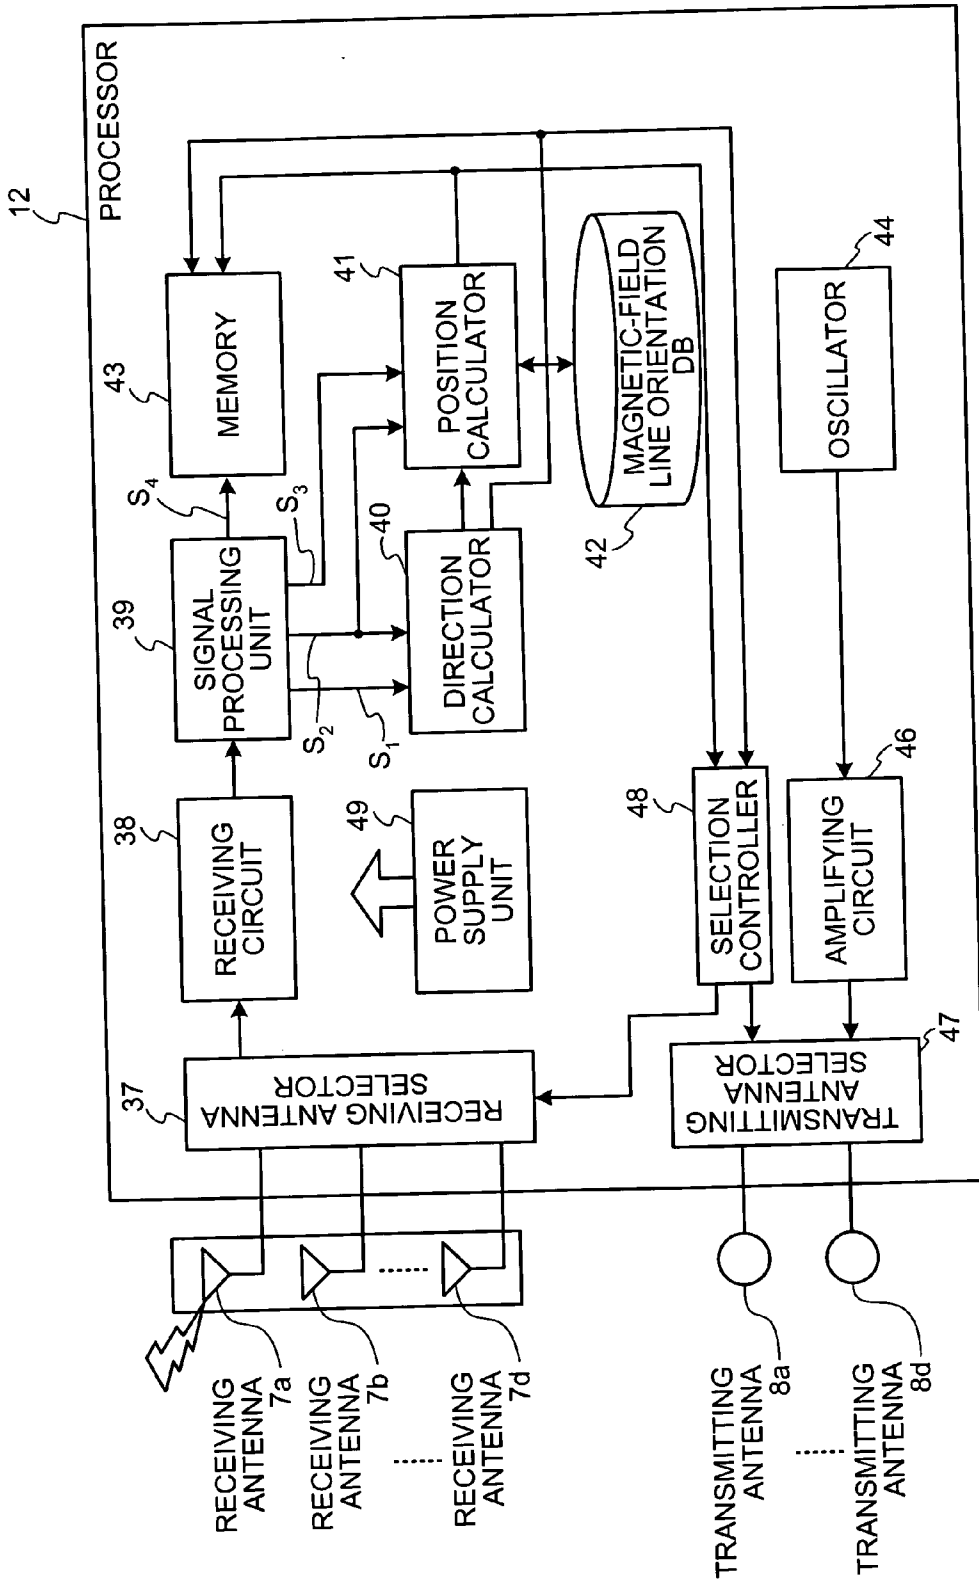 12
PROCESSOR
RECEIVING
ANTENNA
7a
RECEIVING
ANTENNA
7b
RECEIVING
ANTENNA
7d
37
RECEIVING ANTENNA
SELECTOR
38
RECEIVING
CIRCUIT
39
SIGNAL
PROCESSING
UNIT
S4
43
MEMORY
S3
S2
S1
49
POWER
SUPPLY
UNIT
40
DIRECTION
CALCULATOR
41
POSITION
CALCULATOR
42
MAGNETIC-FIELD
LINE ORIENTATION
DB
48
SELECTION
CONTROLLER
TRANSMITTING
ANTENNA
8a
TRANSMITTING
ANTENNA
8d
TRANSMITTING
ANTENNA
SELECTOR
47
AMPLIFYING
CIRCUIT
46
OSCILLATOR
44